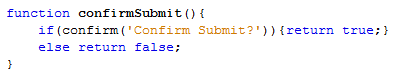 function confirmSubmit(){
    if(confirm('Confirm Submit?')){return true;}
    else return false;
}